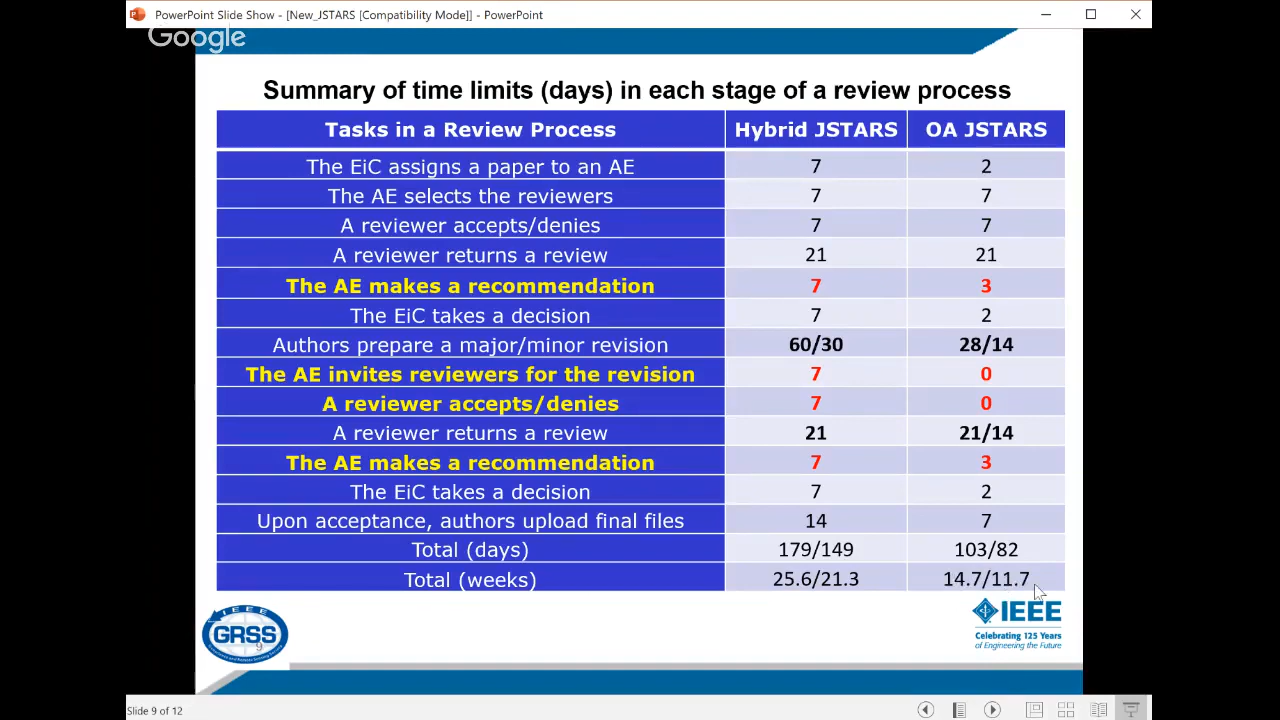 PowerPoint Slide Show - [New_JSTARS [Compatibility Mode]] - PowerPoint
Google
Summary of time limits (days) in each stage of a review process
Tasks in a Review Process Hybrid JSTARS OA JSTARS
The EiC assigns a paper to an AE 7 2
The AE selects the reviewers 7 7
A reviewer accepts/denies 7 7
A reviewer returns a review 21 21
The AE makes a recommendation 7 3
The EiC takes a decision 7 2
Authors prepare a major/minor revision 60/30 28/14
The AE invites reviewers for the revision 7 0
A reviewer accepts/denies 7 0
A reviewer returns a review 21 21/14
The AE makes a recommendation 7 3
The EiC takes a decision 7 2
Upon acceptance, authors upload final files 14 7
Total (days) 179/149 103/82
Total (weeks) 25.6/21.3 14.7/11.7
IEEE
GRSS
9
IEEE
Celebrating 125 Years
of Engineering the Future
Slide 9 of 12